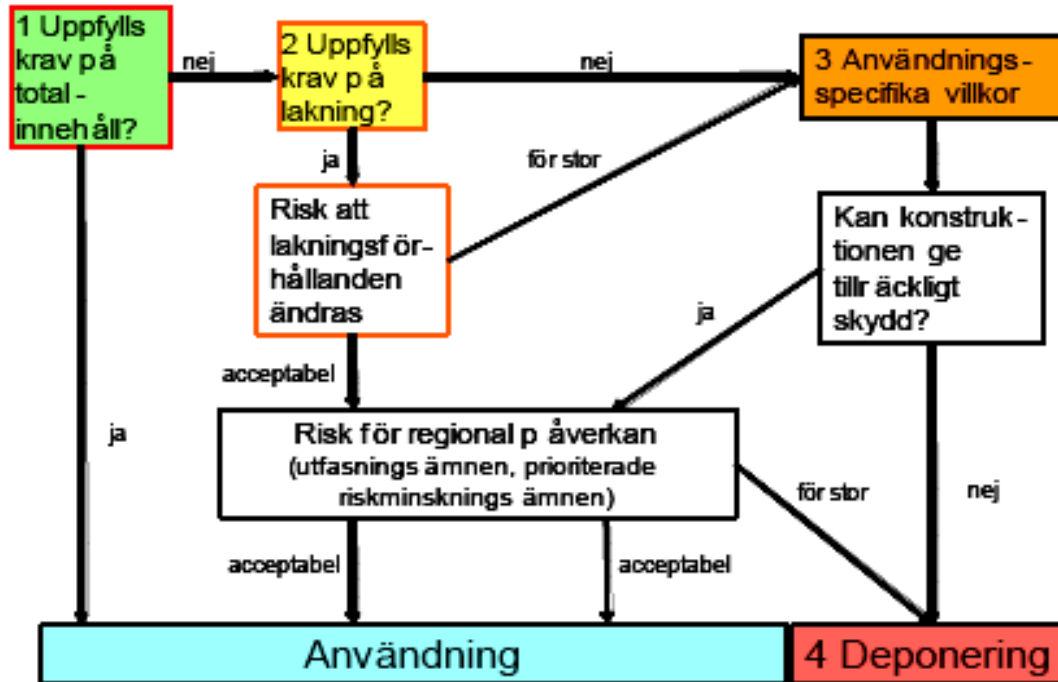 1 Uppfylls
krav på
total-
innehåll?
nej
2 Uppfylls
krav på
lakning?
nej
3 Användnings-
specifika villkor
ja
för stor
Risk att
lakningsför-
hållanden
ändras
Kan konstruk-
tionen ge
tillräckligt
skydd?
ja
acceptabel
ja
Risk för regional påverkan
(utfasningsämnen, prioriterade
riskminsknings ämnen)
för stor
nej
acceptabel
acceptabel
Användning
4 Deponering